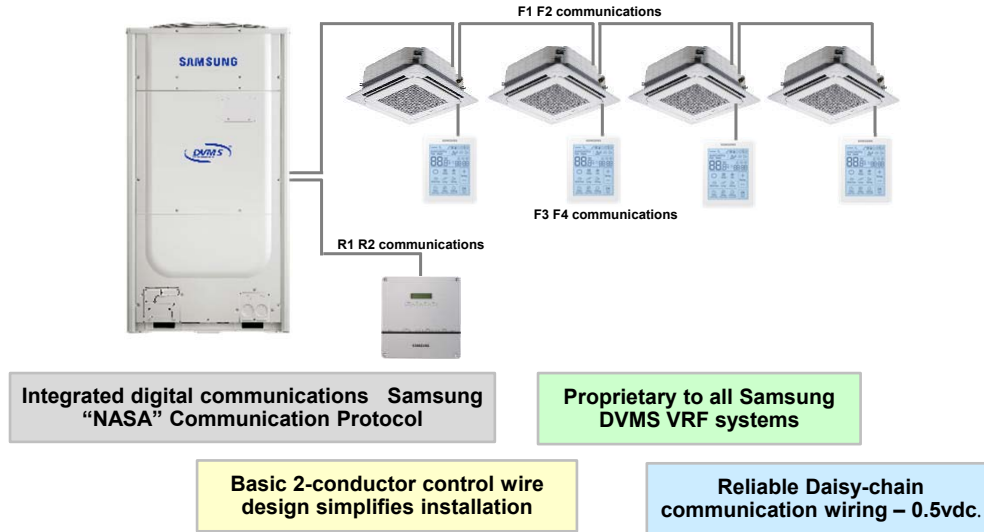 F1 F2 communications
SAMSUNG
DVM S
F3 F4 communications
R1 R2 communications
SAMSUNG
Integrated digital communications   Samsung
“NASA” Communication Protocol
Proprietary to all Samsung
DVMS VRF systems
Basic 2-conductor control wire
design simplifies installation
Reliable Daisy-chain
communication wiring – 0.5vdc.